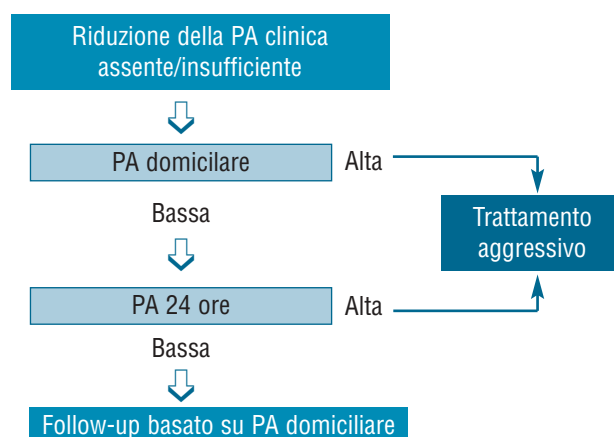 Riduzione della PA clinica
assente/insufficiente
PA domicilare
Alta
Bassa
Trattamento
aggressivo
PA 24 ore
Alta
Bassa
Follow-up basato su PA domiciliare